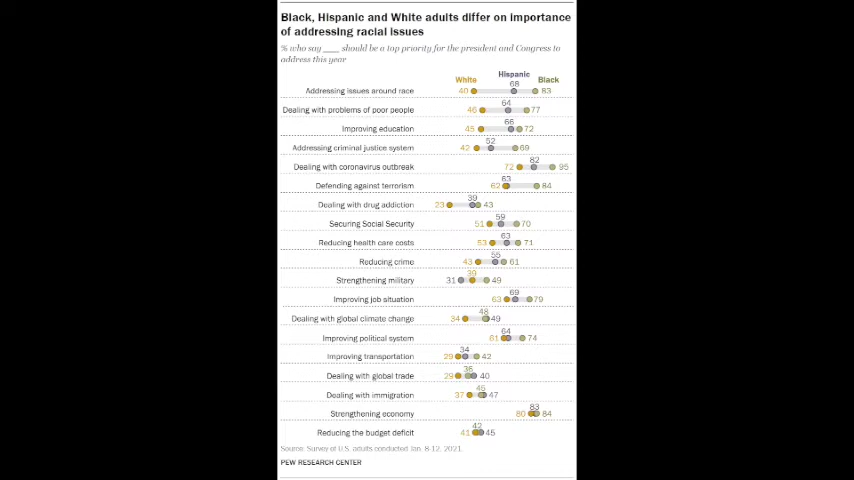 Black, Hispanic and White adults differ on importance
of addressing racial issues
% who say ____ should be a top priority for the president and Congress to
address this year
White Hispanic Black
Addressing issues around race 40 68 83
Dealing with problems of poor people 46 64 77
Improving education 45 66 72
Addressing criminal justice system 42 52 69
Dealing with coronavirus outbreak 72 82 95
Defending against terrorism 62 63 84
Dealing with drug addiction 23 39 43
Securing Social Security 51 59 70
Reducing health care costs 53 63 71
Reducing crime 43 55 61
Strengthening military 31 39 49
Improving job situation 63 69 79
Dealing with global climate change 34 48 49
Improving political system 61 64 74
Improving transportation 29 34 42
Dealing with global trade 29 36 40
Dealing with immigration 37 45 47
Strengthening economy 80 83 84
Reducing the budget deficit 41 42 45
Source: Survey of U.S. adults conducted Jan. 8-12, 2021.
PEW RESEARCH CENTER